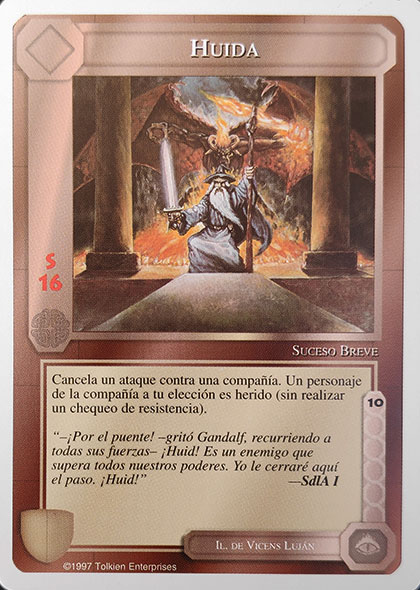 HUIDA
S
16
SUCESO BREVE
Cancela un ataque contra una compañía. Un personaje
de la compañía a tu elección es herido (sin realizar
un chequeo de resistencia).
10
“–¡Por el puente! –gritó Gandalf, recurriendo a
todas sus fuerzas– ¡Huid! Es un enemigo que
supera todos nuestros poderes. Yo le cerraré aquí
el paso. ¡Huid!” —SdlA I
IL. DE VICENS LUJÁN
©1997 Tolkien Enterprises